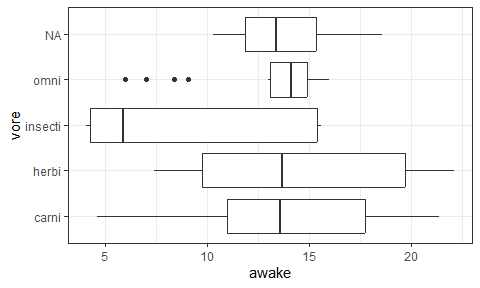 NA
omni
insecti
herbi
carni
vore
5 10 15 20
awake